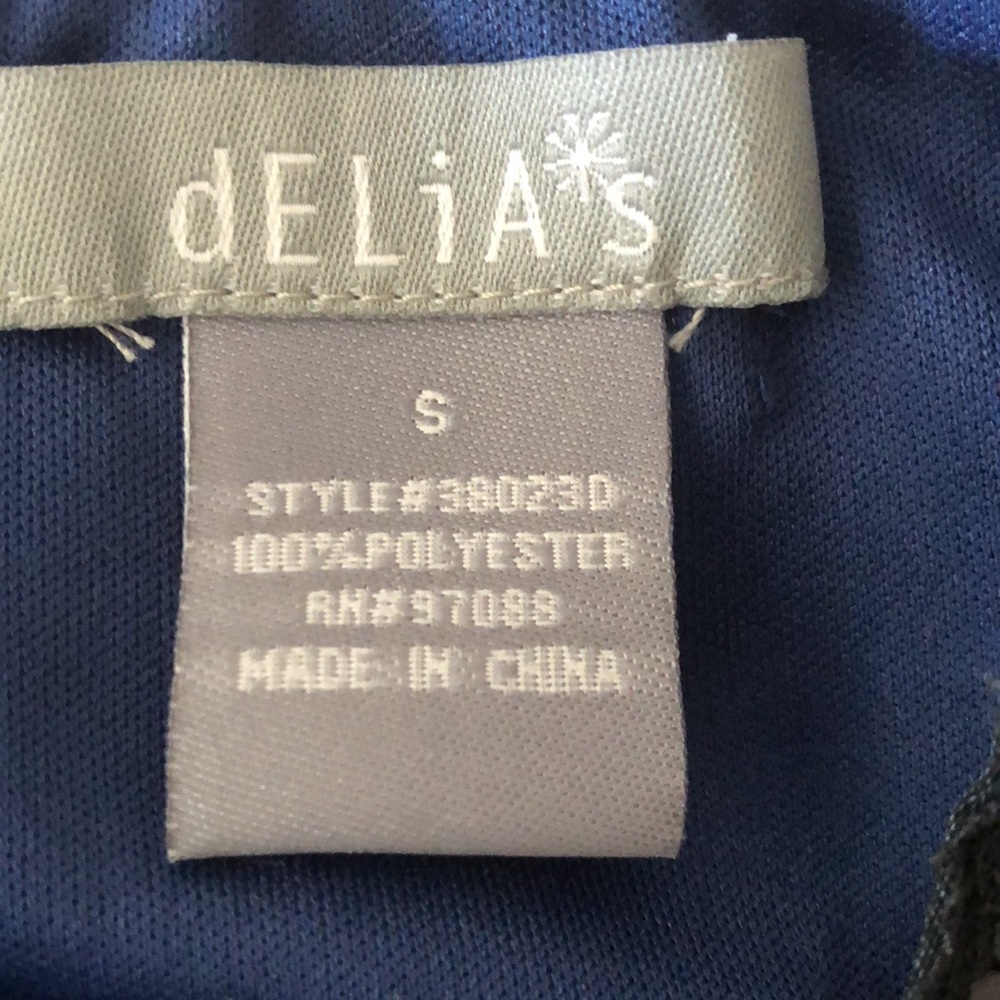 dELiA*s
S
STYLE#38023D
100%POLYESTER
RN#97088
MADE IN CHINA